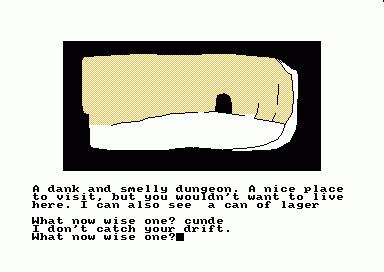 A dank and smelly dungeon. A nice place
to visit, but you wouldn't want to live
here. I can also see  a can of lager
What now wise one? cunde
I don't catch your drift.
What now wise one?